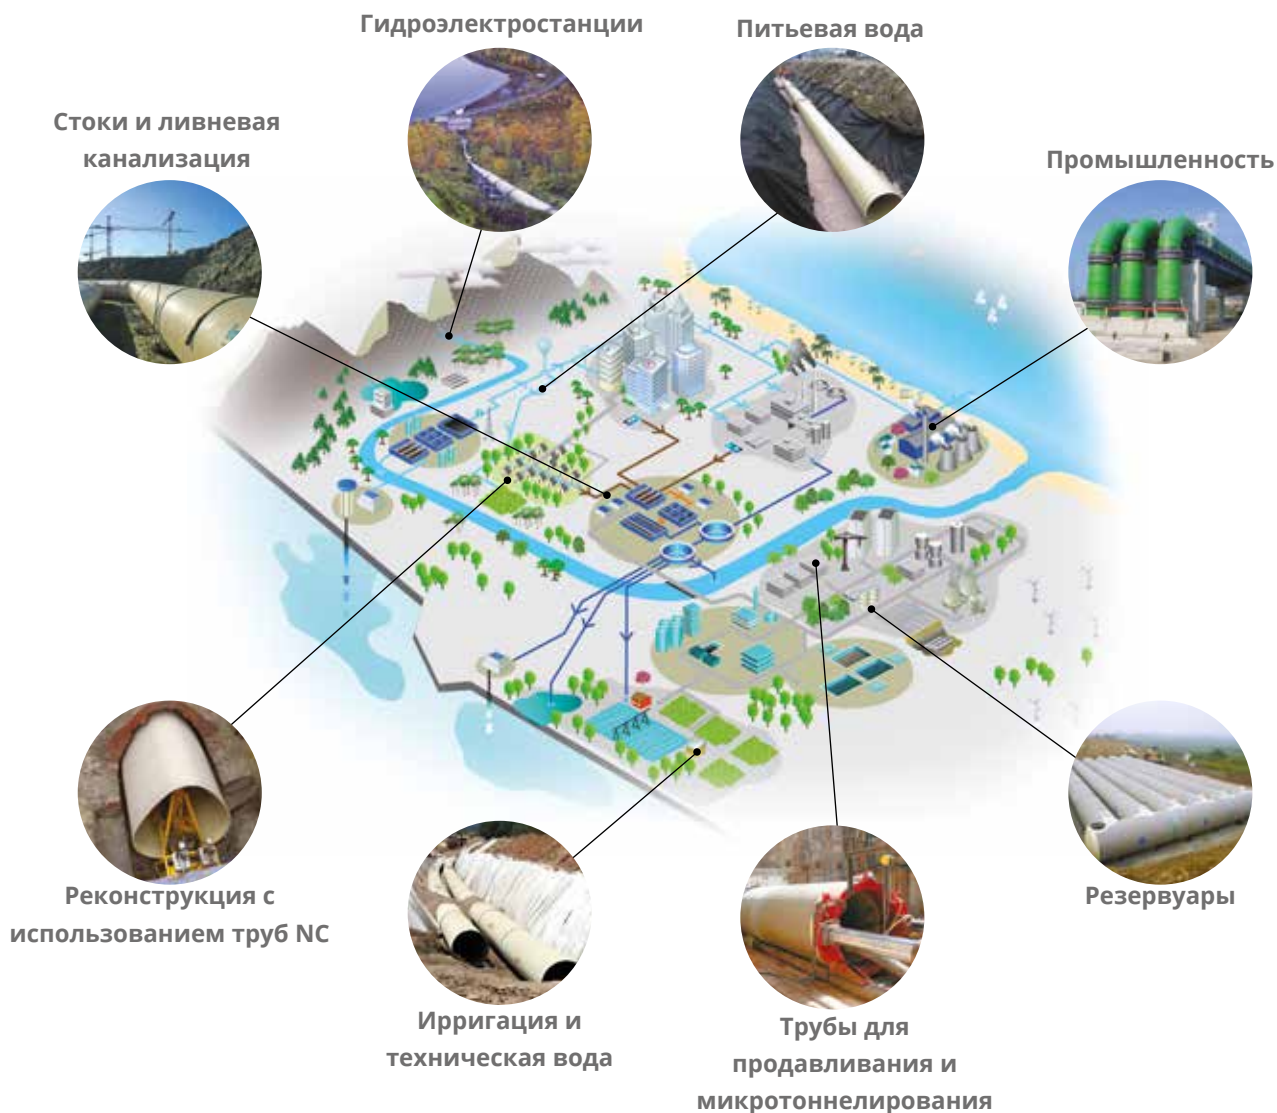 Гидроэлектростанции
Питьевая вода
Стоки и ливневая
канализация
Промышленность
Реконструкция с
использованием труб NC
Резервуары
Ирригация и
техническая вода
Трубы для
продавливания и
микротоннелирования